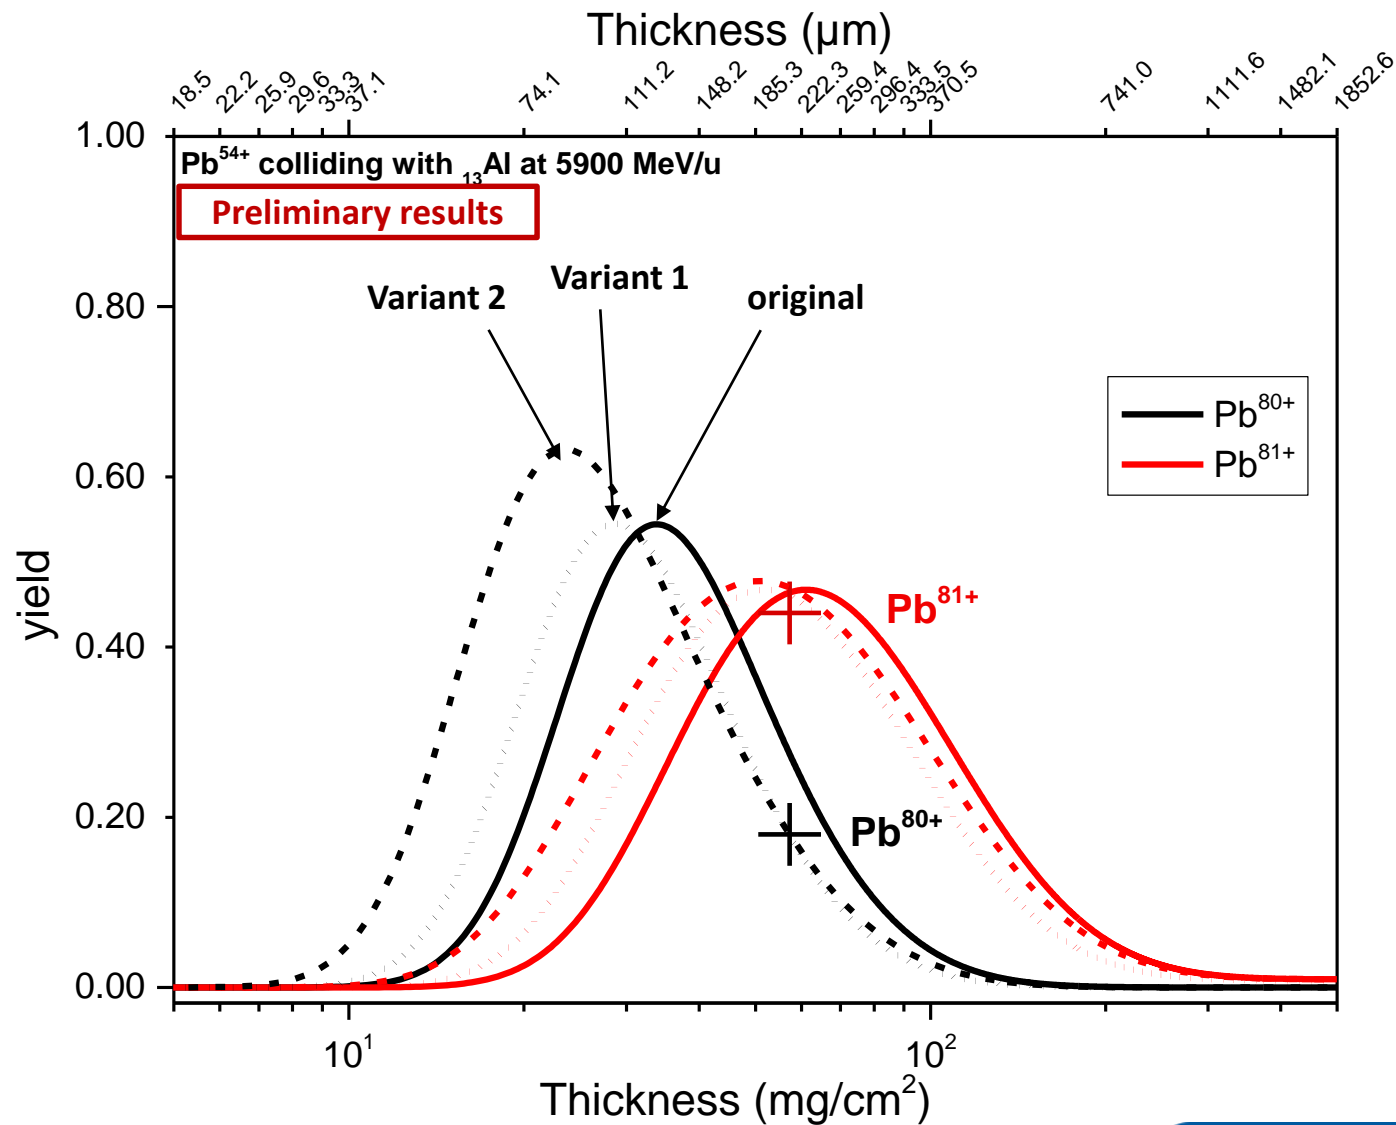 Thickness (µm)
18.5 22.2 25.9 29.6 33.3 37.1 74.1 111.2 148.2 185.3 222.3 259.4 296.4 333.5 370.5 741.0 1111.6 1482.1 1852.6
1.00
Pb⁵⁴⁺ colliding with ₁₃Al at 5900 MeV/u
Preliminary results
Variant 1
Variant 2
original
0.80
Pb⁸⁰⁺
Pb⁸¹⁺
0.60
yield
Pb⁸¹⁺
0.40
Pb⁸⁰⁺
0.20
0.00
10¹ 10²
Thickness (mg/cm²)